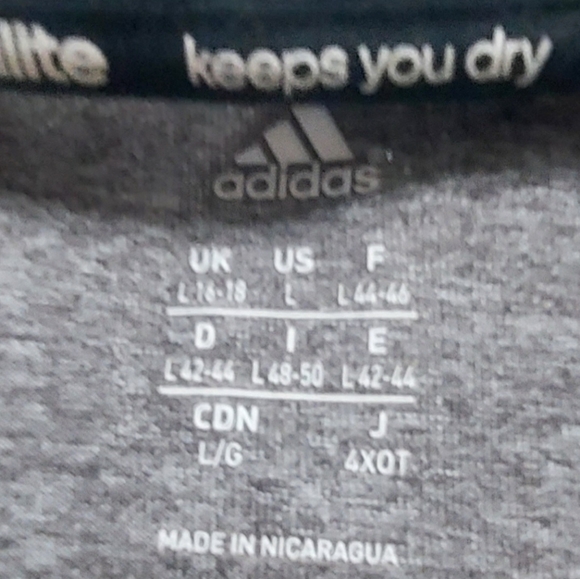 llite keeps you dry
adidas
UK US F
L 16-18 L L 44-46
D I E
L 42-44 L 48-50 L 42-44
CDN J
L/G 4XOT
MADE IN NICARAGUA